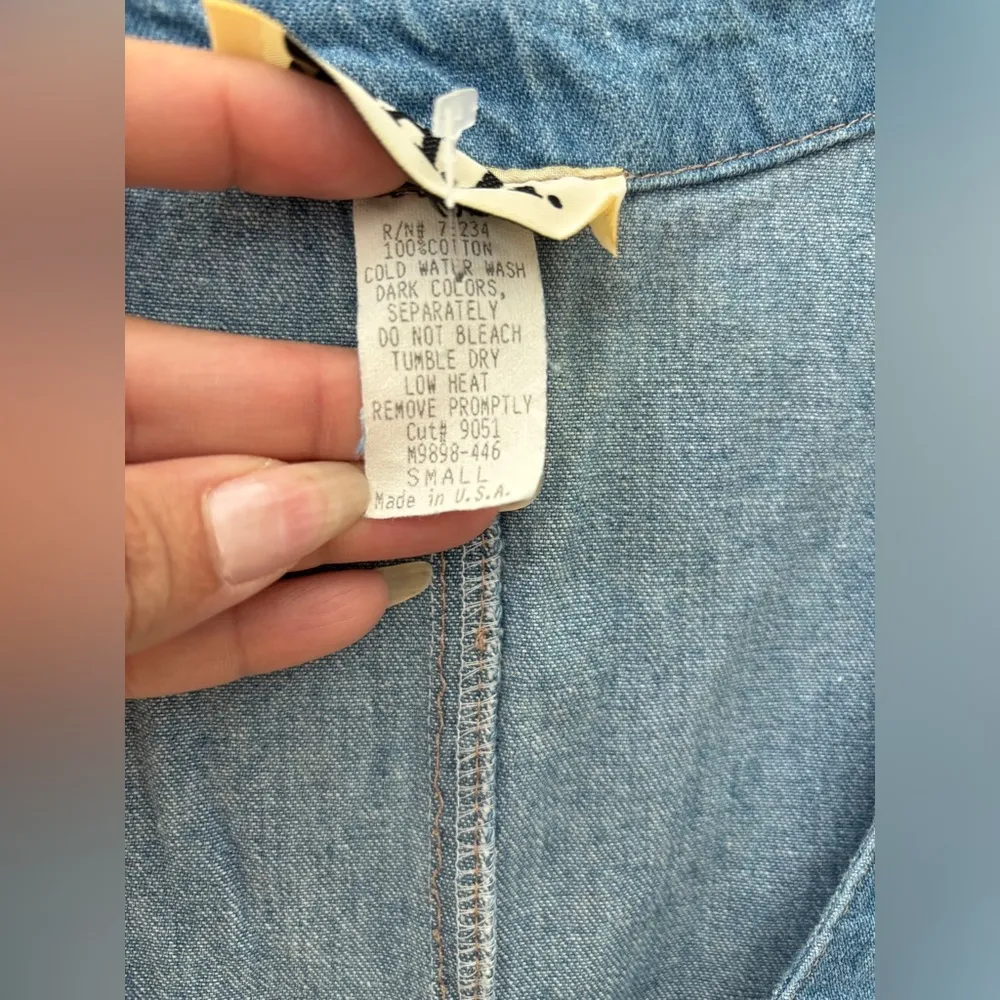 R/N# 7 234
100%COTTON
COLD WATER WASH
DARK COLORS,
SEPARATELY
DO NOT BLEACH
TUMBLE DRY
LOW HEAT
REMOVE PROMPTLY
Cut# 9051
M9898-446
SMALL
Made in U.S.A.